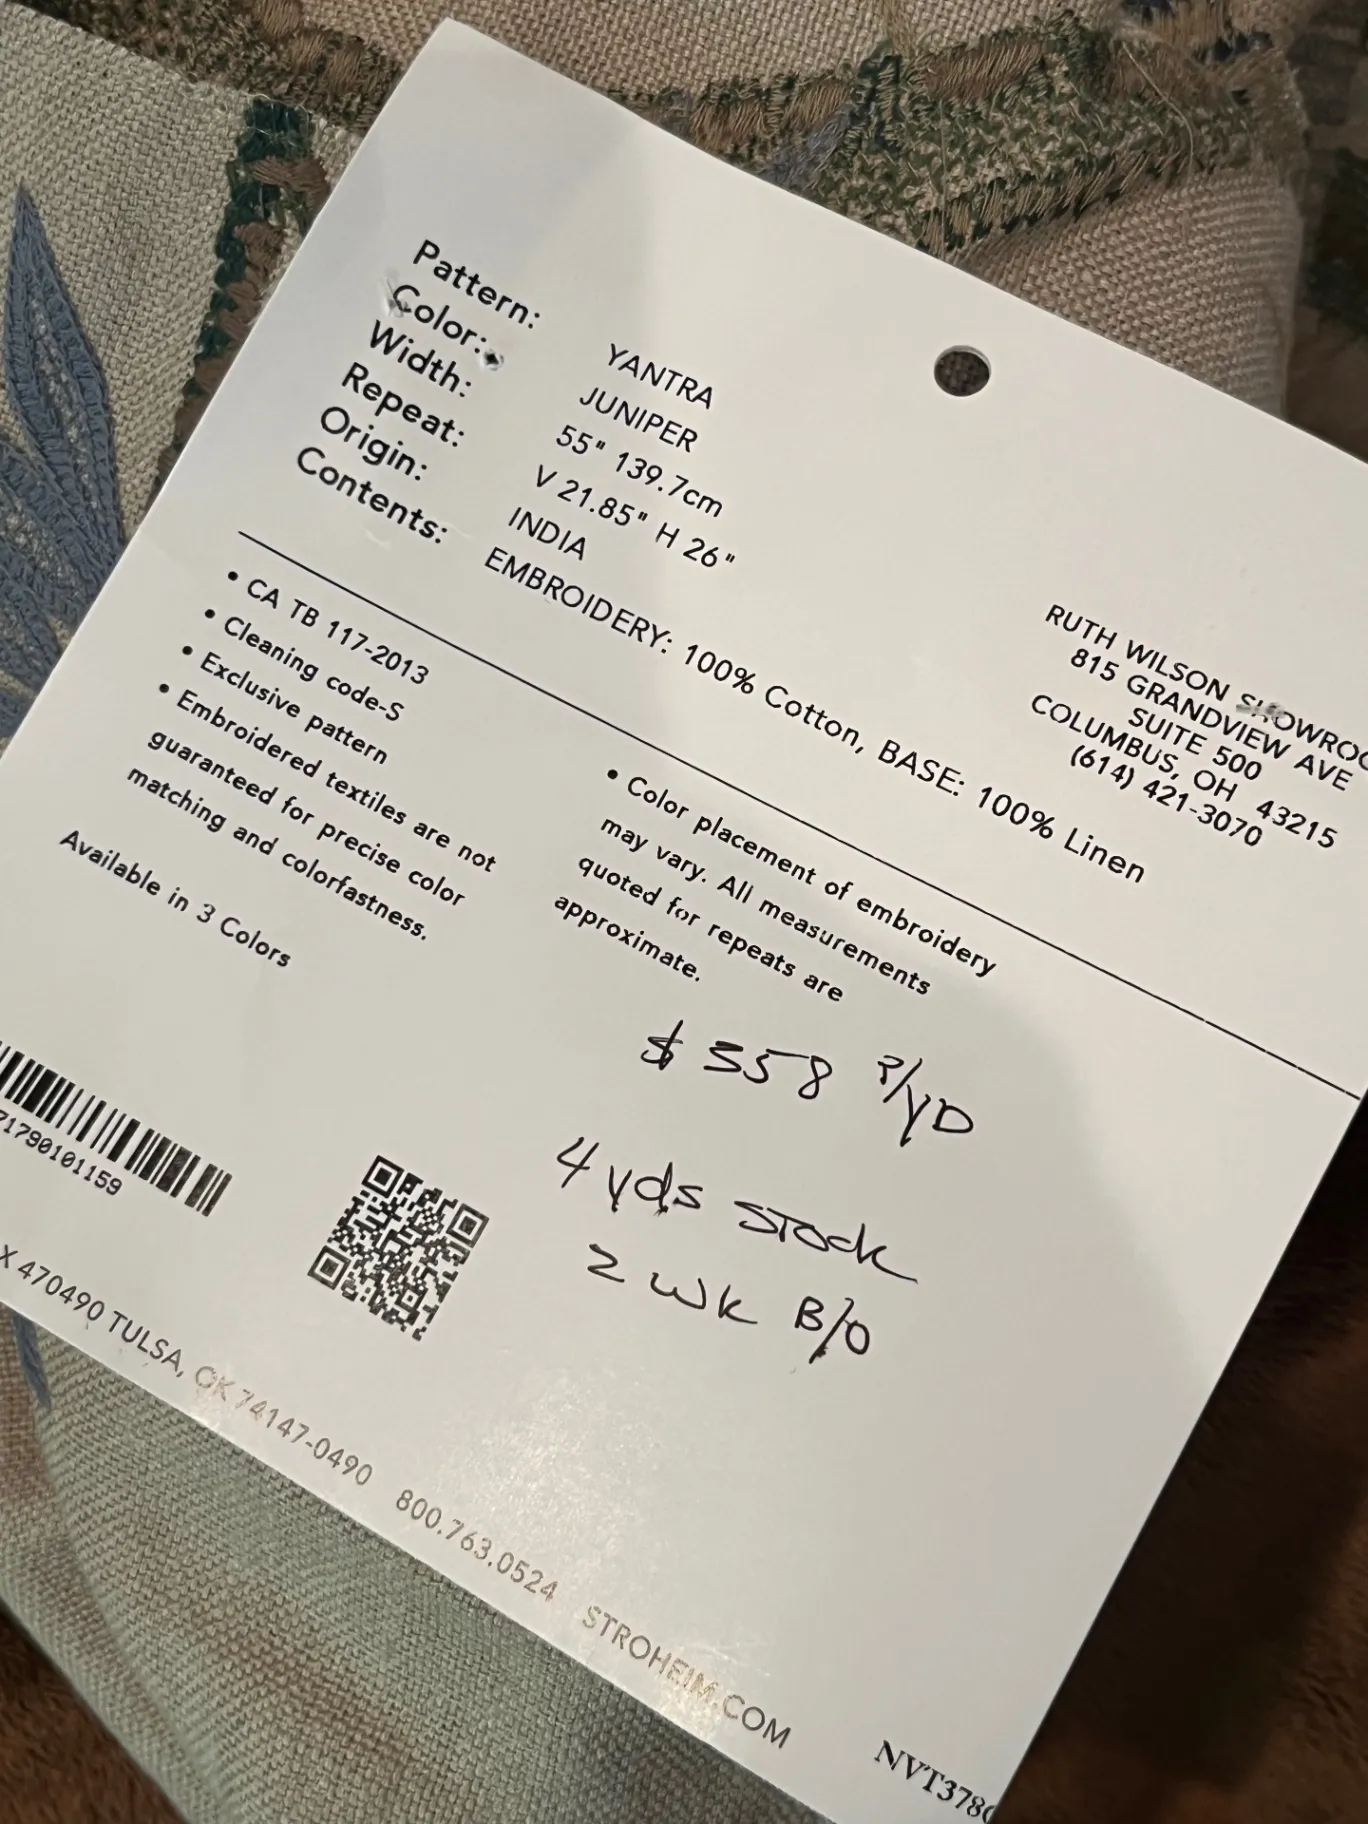 Pattern: YANTRA
Color: JUNIPER
Width: 55" 139.7cm
Repeat: V 21.85" H 26"
Origin: INDIA
Contents: EMBROIDERY: 100% Cotton, BASE: 100% Linen
RUTH WILSON SHOWROO
815 GRANDVIEW AVE
SUITE 500
COLUMBUS, OH 43215
(614) 421-3070
• CA TB 117-2013
• Cleaning code-S
• Exclusive pattern
• Embroidered textiles are not
guaranteed for precise color
matching and colorfastness.
• Color placement of embroidery
may vary. All measurements
quoted for repeats are
approximate.
Available in 3 Colors
$358 P/YD
4 yds STOCK
2 WK B/O
71790101159
X 470490 TULSA, OK 74147-0490 800.763.0524 STROHEIM.COM
NVT378